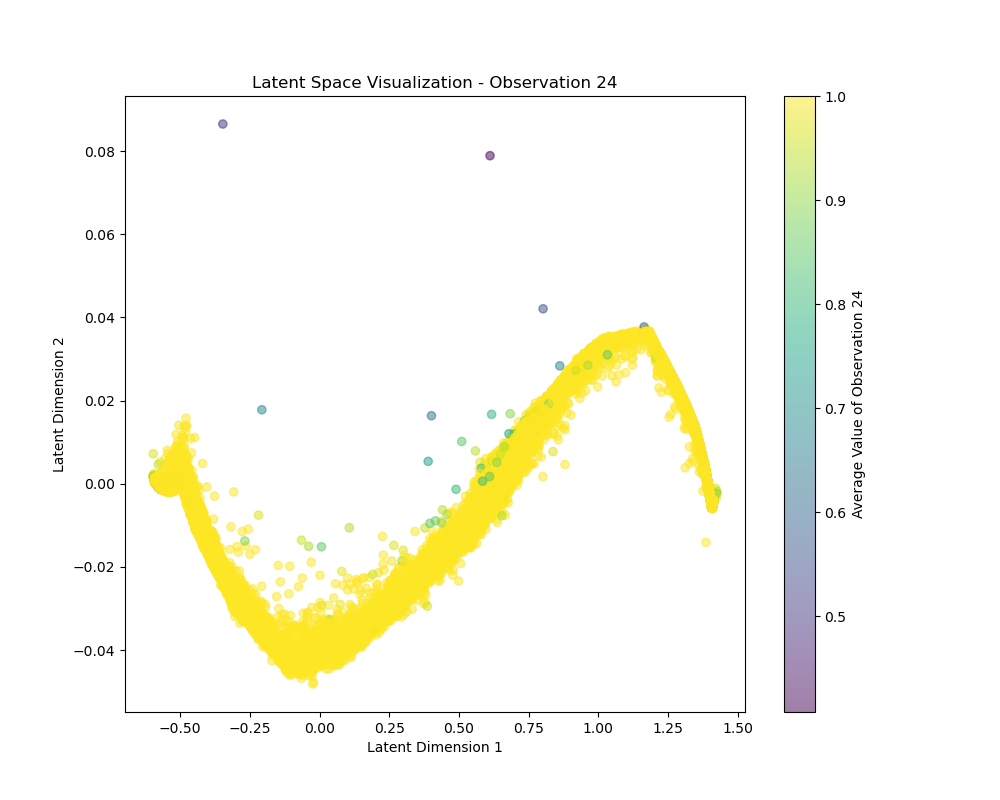 Latent Space Visualization - Observation 24
0.08
0.06
0.04
0.02
0.00
−0.02
−0.04
Latent Dimension 2
−0.50 −0.25 0.00 0.25 0.50 0.75 1.00 1.25 1.50
Latent Dimension 1
1.0
0.9
0.8
0.7
0.6
0.5
Average Value of Observation 24